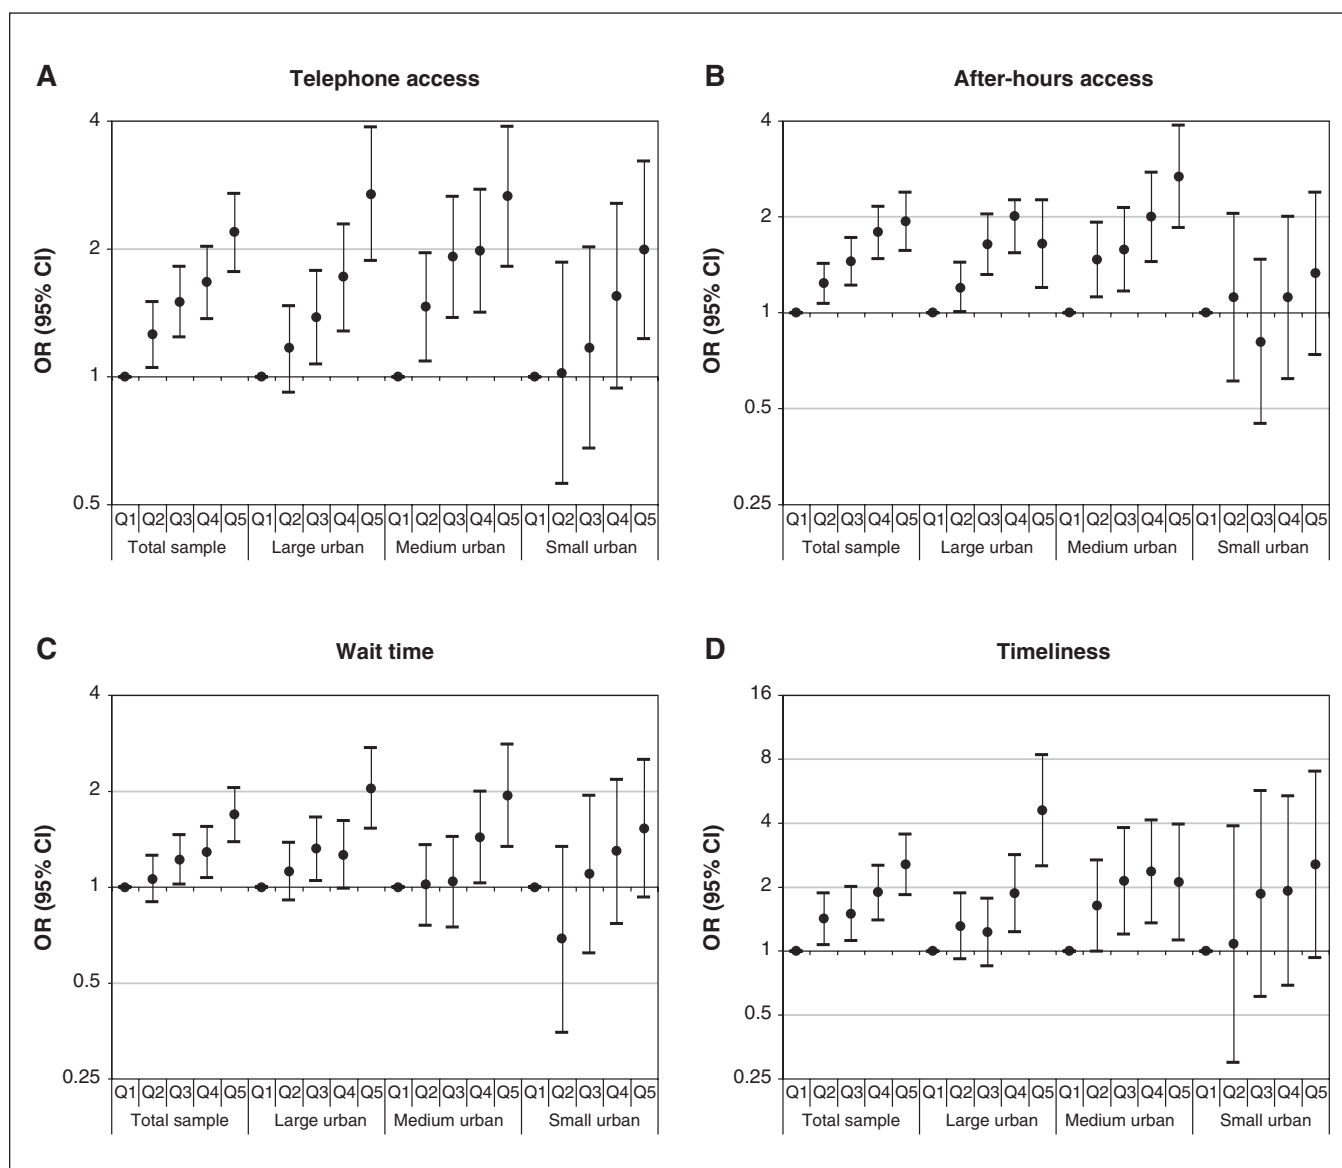 A
Telephone access
4
2
1
0.5
OR (95% CI)
Q1 Q2 Q3 Q4 Q5 Q1 Q2 Q3 Q4 Q5 Q1 Q2 Q3 Q4 Q5 Q1 Q2 Q3 Q4 Q5
Total sample Large urban Medium urban Small urban
B
After-hours access
4
2
1
0.5
0.25
OR (95% CI)
Q1 Q2 Q3 Q4 Q5 Q1 Q2 Q3 Q4 Q5 Q1 Q2 Q3 Q4 Q5 Q1 Q2 Q3 Q4 Q5
Total sample Large urban Medium urban Small urban
C
Wait time
4
2
1
0.5
0.25
OR (95% CI)
Q1 Q2 Q3 Q4 Q5 Q1 Q2 Q3 Q4 Q5 Q1 Q2 Q3 Q4 Q5 Q1 Q2 Q3 Q4 Q5
Total sample Large urban Medium urban Small urban
D
Timeliness
16
8
4
2
1
0.5
0.25
OR (95% CI)
Q1 Q2 Q3 Q4 Q5 Q1 Q2 Q3 Q4 Q5 Q1 Q2 Q3 Q4 Q5 Q1 Q2 Q3 Q4 Q5
Total sample Large urban Medium urban Small urban